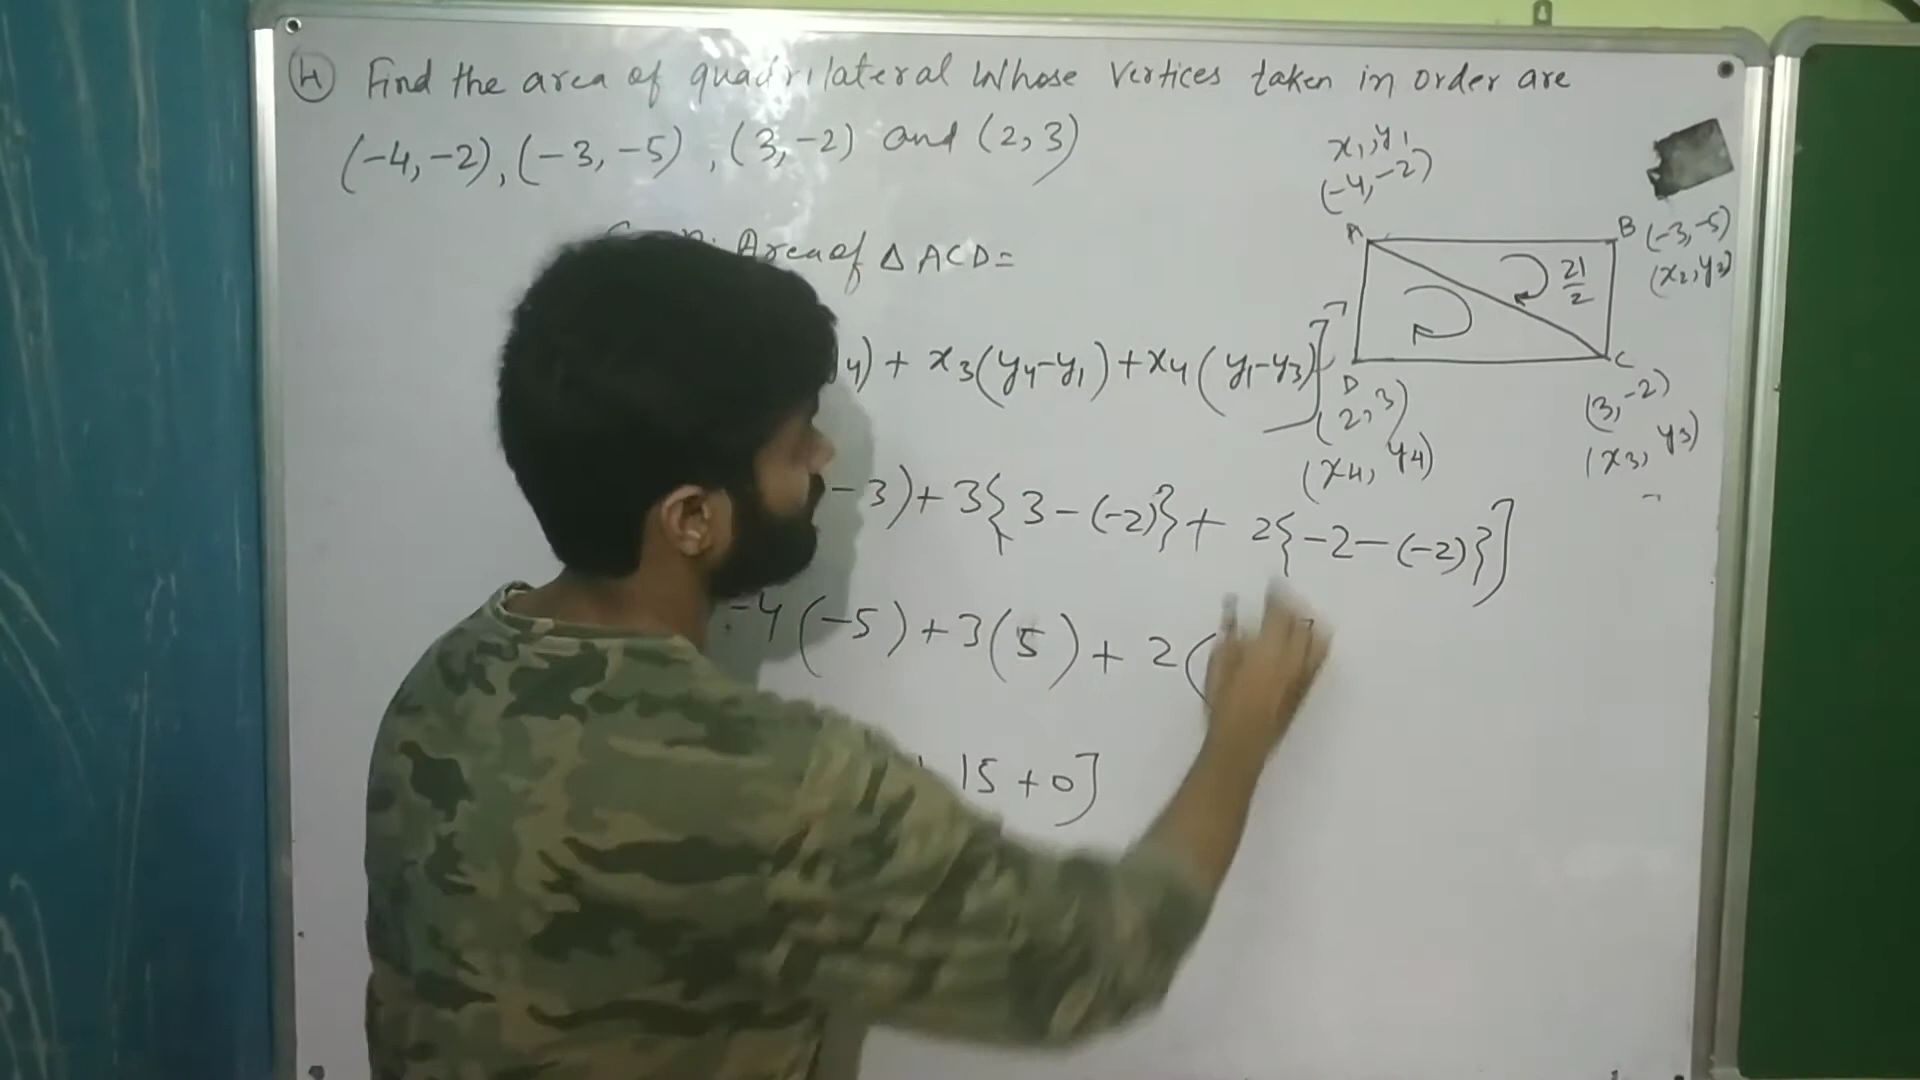 (4) Find the area of quadrilateral whose vertices taken in order are
(-4, -2), (-3, -5), (3, -2) and (2, 3)
x₁, y₁
(-4, -2)
Area of Δ ACD =
A
B (-3, -5)
(x₂, y₂)
21/2
4) + x₃(y₄-y₁) + x₄(y₁-y₃)]
D
(2, 3)
(x₄, y₄)
C
(3, -2)
(x₃, y₃)
-3) + 3{3-(-2)} + 2{-2-(-2)}]
-4(-5) + 3(5) + 2(
15 + 0]